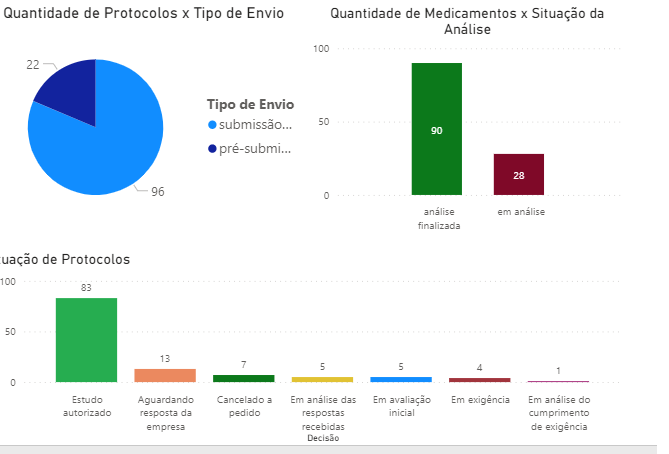 Quantidade de Protocolos x Tipo de Envio
22
96
Tipo de Envio
submissão...
pré-submi...
Quantidade de Medicamentos x Situação da
Análise
100
50
0
90
28
análise
finalizada
em análise
tuação de Protocolos
100
50
0
83
13
7
5
5
4
1
Estudo
autorizado
Aguardando
resposta da
empresa
Cancelado a
pedido
Em análise das
respostas
recebidas
Em avaliação
inicial
Em exigência
Em análise do
cumprimento
de exigência
Decisão